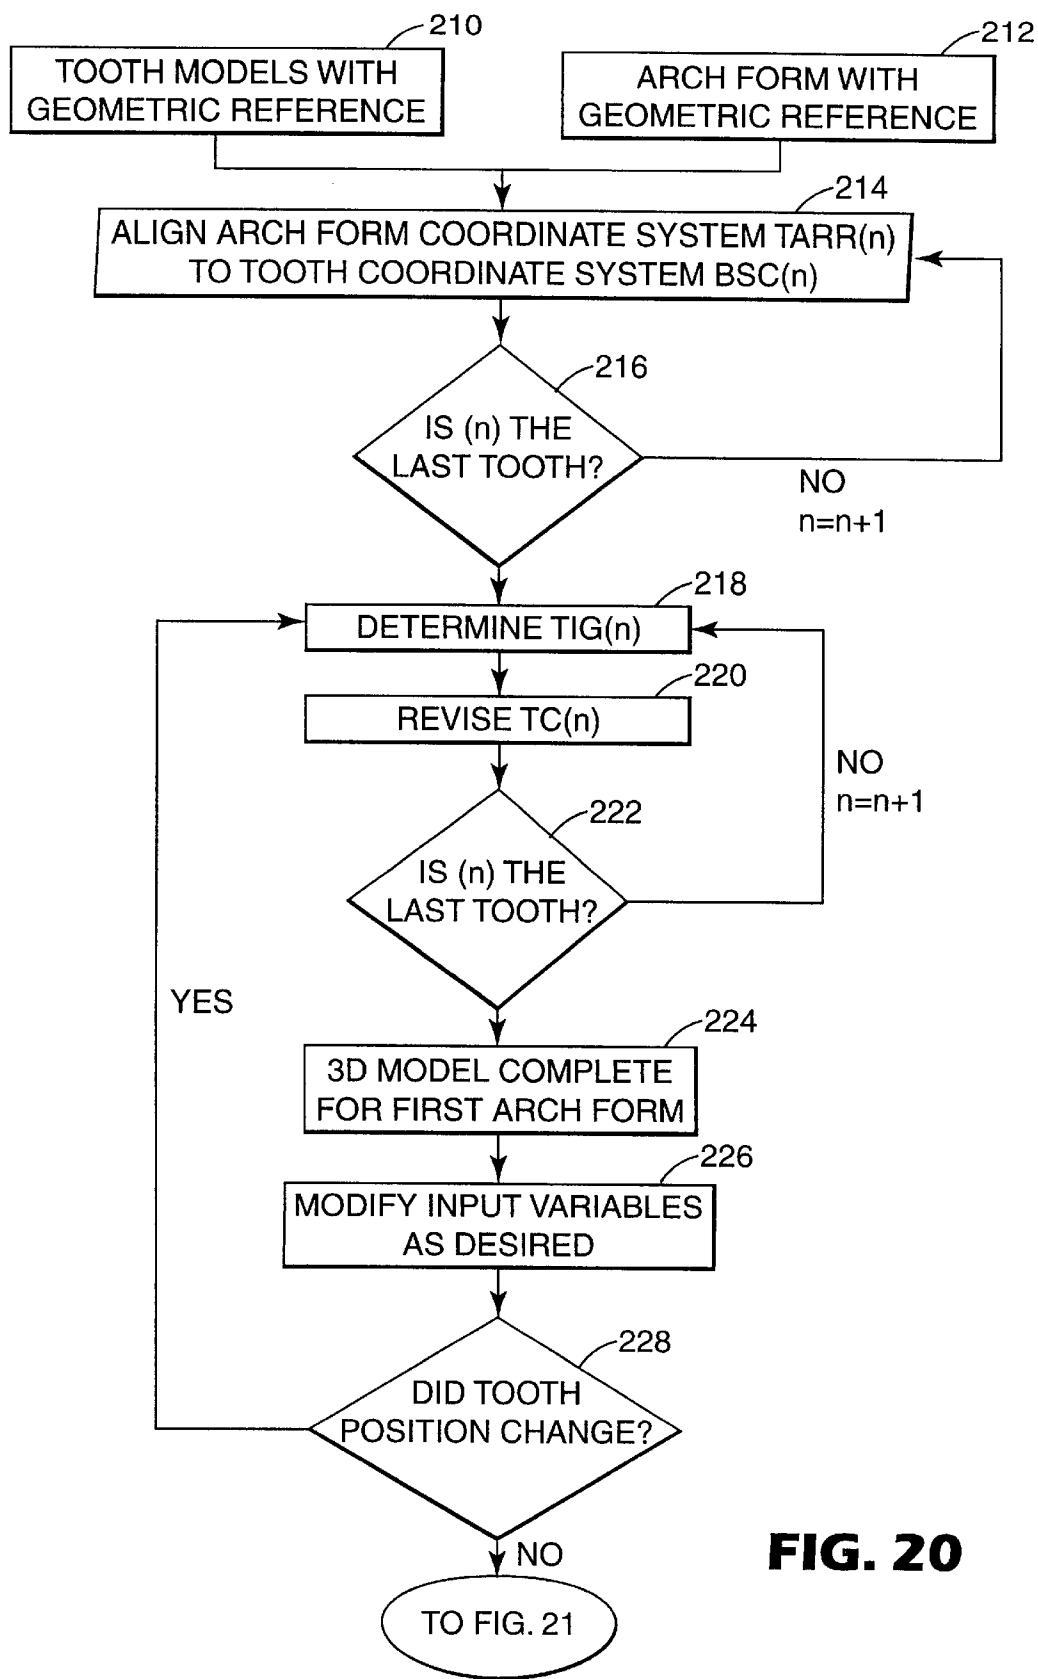 210
TOOTH MODELS WITH
GEOMETRIC REFERENCE
212
ARCH FORM WITH
GEOMETRIC REFERENCE
214
ALIGN ARCH FORM COORDINATE SYSTEM TARR(n)
TO TOOTH COORDINATE SYSTEM BSC(n)
216
IS (n) THE
LAST TOOTH?
NO
n=n+1
218
DETERMINE TIG(n)
220
REVISE TC(n)
NO
n=n+1
222
IS (n) THE
LAST TOOTH?
YES
224
3D MODEL COMPLETE
FOR FIRST ARCH FORM
226
MODIFY INPUT VARIABLES
AS DESIRED
228
DID TOOTH
POSITION CHANGE?
NO
TO FIG. 21
FIG. 20